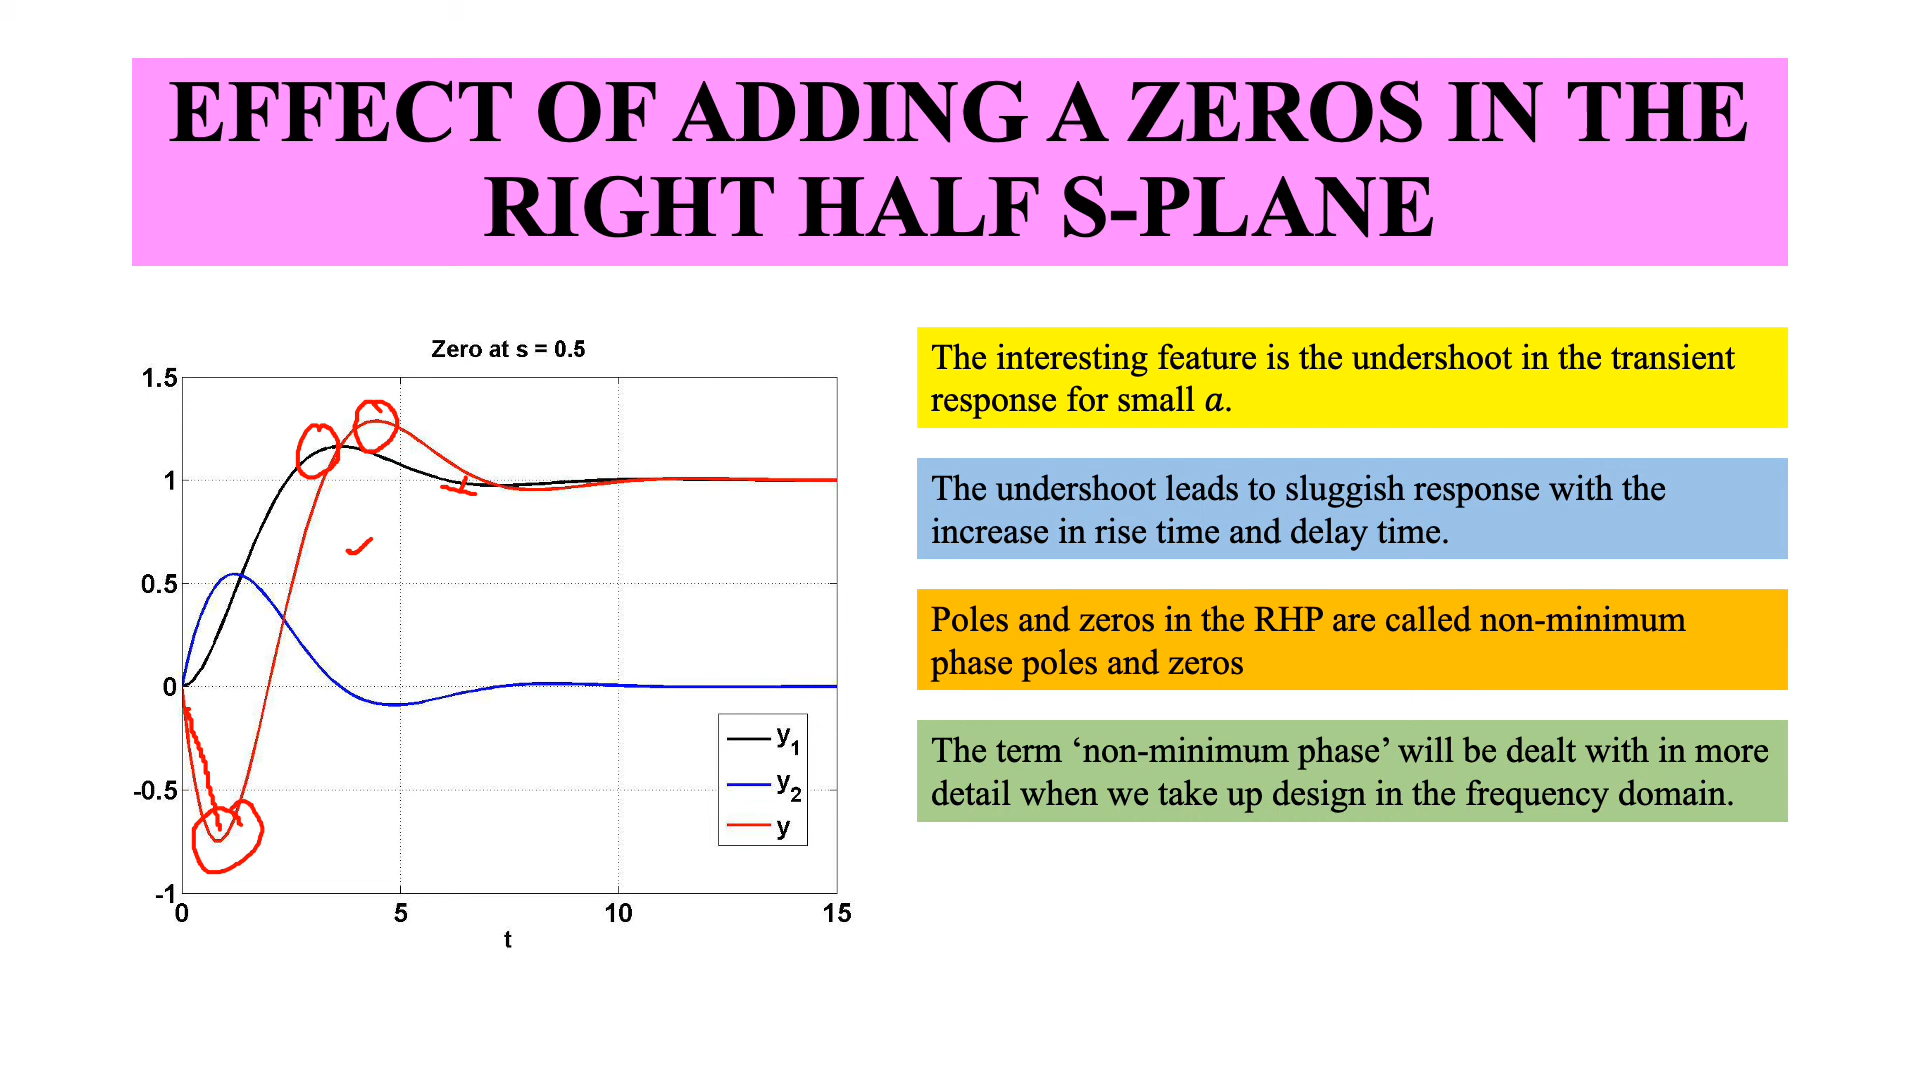 EFFECT OF ADDING A ZEROS IN THE
RIGHT HALF S-PLANE
Zero at s = 0.5
1.5
1
0.5
0
-0.5
-1
0
5
10
15
t
y1
y2
y
The interesting feature is the undershoot in the transient
response for small a.
The undershoot leads to sluggish response with the
increase in rise time and delay time.
Poles and zeros in the RHP are called non-minimum
phase poles and zeros
The term ‘non-minimum phase’ will be dealt with in more
detail when we take up design in the frequency domain.